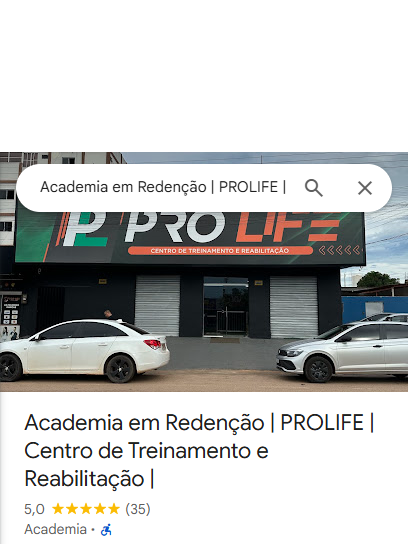 Academia em Redenção | PROLIFE |
PL PRO LIFE
CENTRO DE TREINAMENTO E REABILITAÇÃO
Academia em Redenção | PROLIFE |
Centro de Treinamento e
Reabilitação |
5,0 (35)
Academia ·